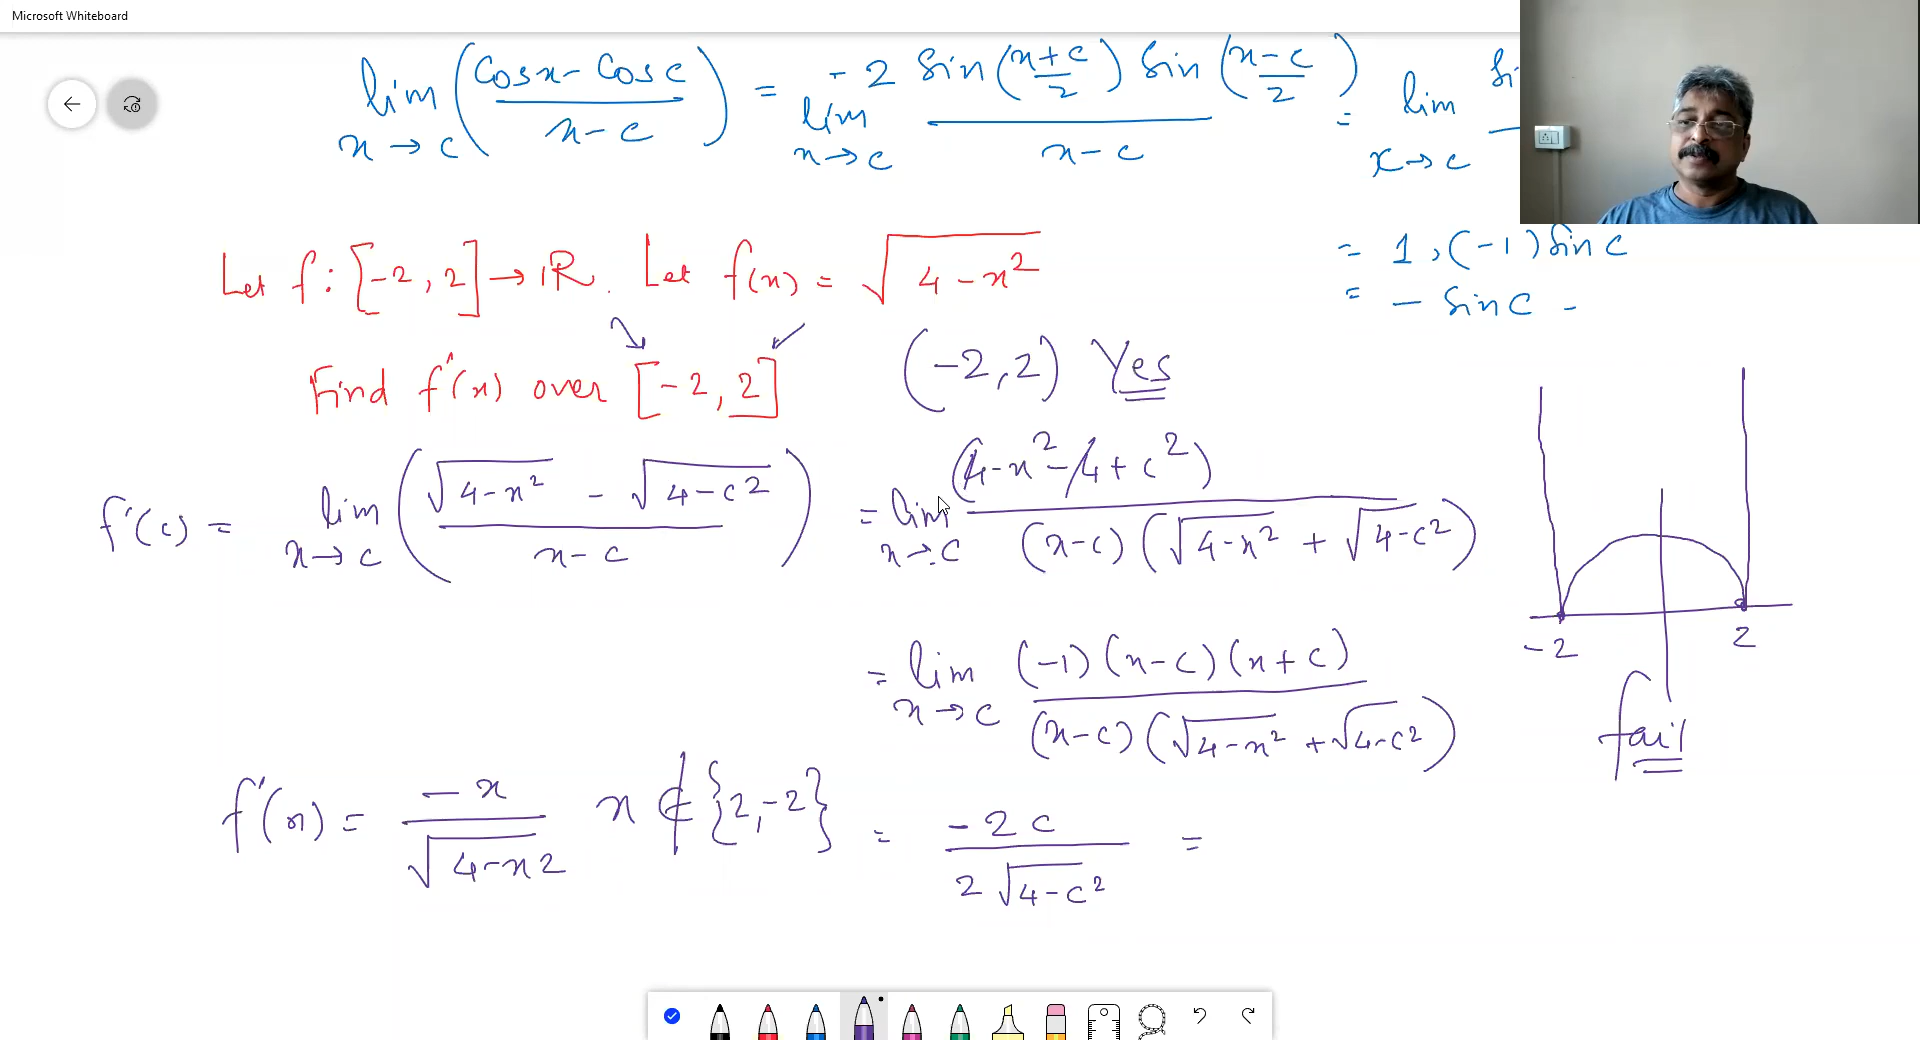 Microsoft Whiteboard
lim x→c (Cosx - Cosc / x - c) = lim x→c -2 Sin(x+c/2) Sin(x-c/2) / x - c = lim x→c
= 1, (-1) Sin c
= - Sin c -
Let f: [-2, 2] → R. Let f(x) = √4 - x²
Find f'(x) over [-2, 2] (-2, 2) Yes
f'(c) = lim x→c (√4-x² - √4-c² / x - c) = lim x→c (4-x²-4+c²) / (x-c)(√4-x² + √4-c²)
= lim x→c (-1)(x-c)(x+c) / (x-c)(√4-x² + √4-c²)
-2 2
fail
f'(x) = -x / √4-x2 x ∉ {2, -2} = -2c / 2√4-c² =